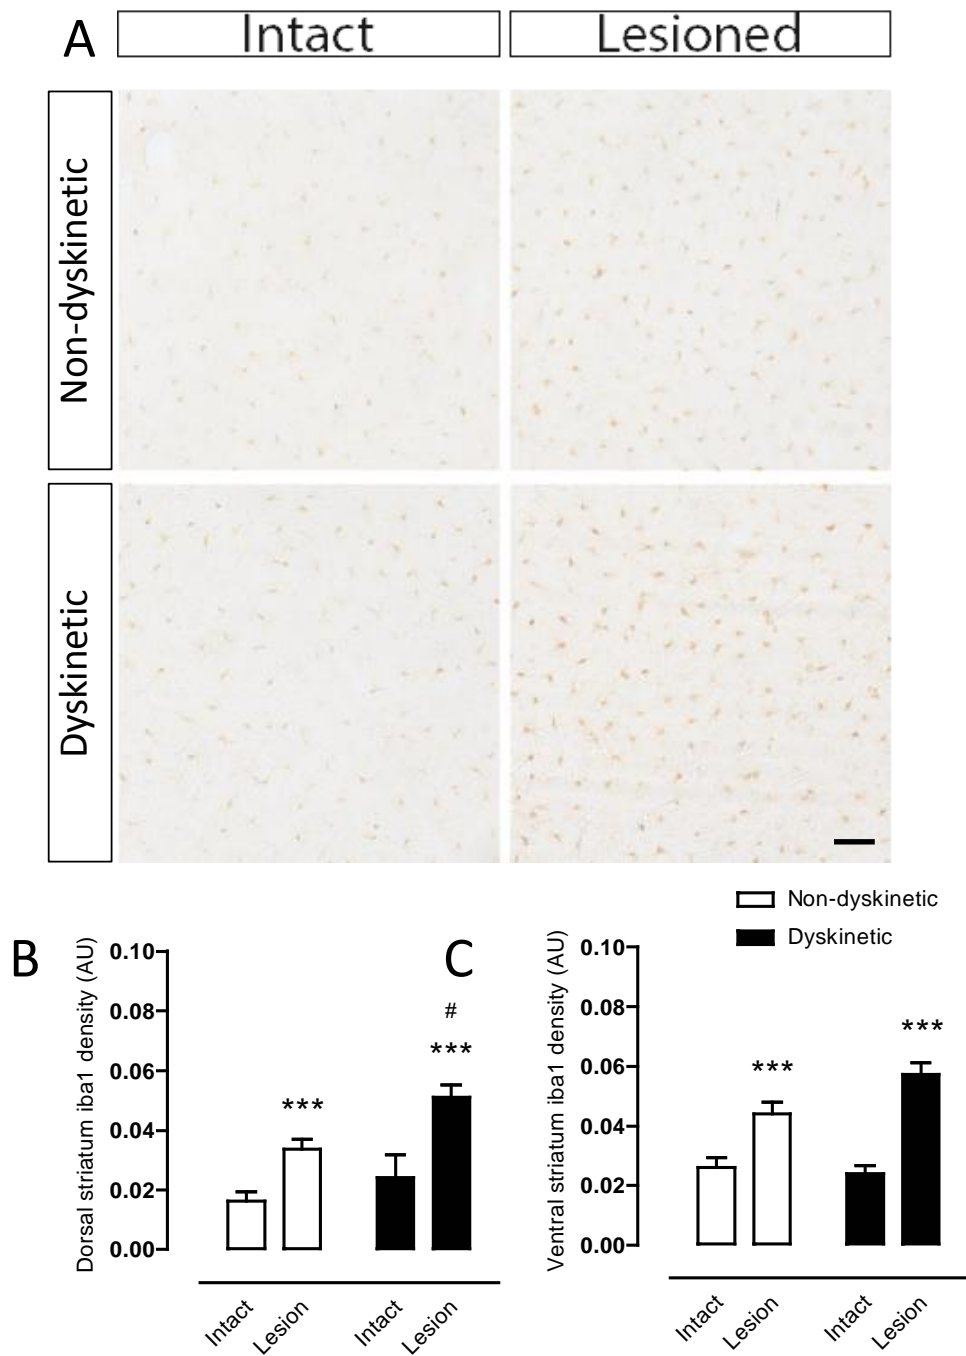 A
Intact
Lesioned
Non-dyskinetic
Dyskinetic
Non-dyskinetic
Dyskinetic
B
Dorsal striatum iba1 density (AU)
0.10
0.08
0.06
0.04
0.02
0.00
***
#
***
Intact
Lesion
Intact
Lesion
C
Ventral striatum iba1 density (AU)
0.10
0.08
0.06
0.04
0.02
0.00
***
***
Intact
Lesion
Intact
Lesion